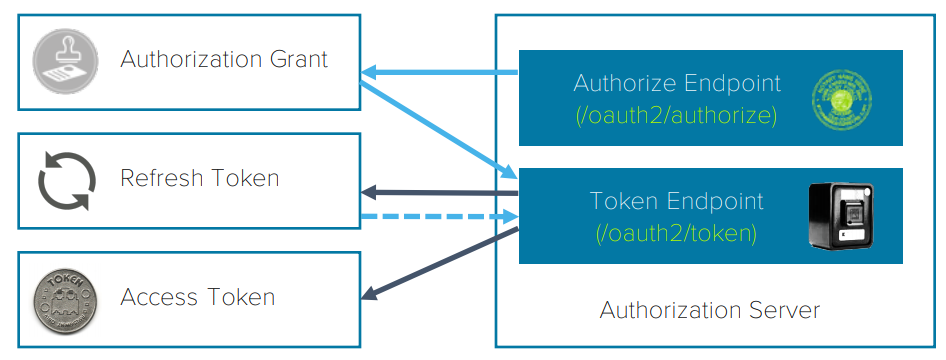 Authorization Grant
Refresh Token
Access Token
TOKEN
Authorize Endpoint
(/oauth2/authorize)
Token Endpoint
(/oauth2/token)
Authorization Server